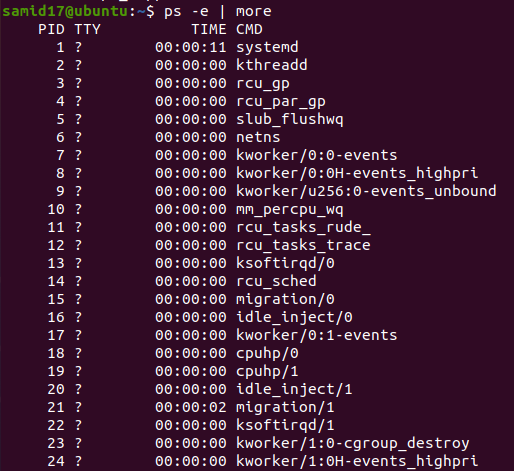 samid17@ubuntu:~$ ps -e | more
PID TTY TIME CMD
1 ? 00:00:11 systemd
2 ? 00:00:00 kthreadd
3 ? 00:00:00 rcu_gp
4 ? 00:00:00 rcu_par_gp
5 ? 00:00:00 slub_flushwq
6 ? 00:00:00 netns
7 ? 00:00:00 kworker/0:0-events
8 ? 00:00:00 kworker/0:0H-events_highpri
9 ? 00:00:00 kworker/u256:0-events_unbound
10 ? 00:00:00 mm_percpu_wq
11 ? 00:00:00 rcu_tasks_rude_
12 ? 00:00:00 rcu_tasks_trace
13 ? 00:00:00 ksoftirqd/0
14 ? 00:00:00 rcu_sched
15 ? 00:00:00 migration/0
16 ? 00:00:00 idle_inject/0
17 ? 00:00:00 kworker/0:1-events
18 ? 00:00:00 cpuhp/0
19 ? 00:00:00 cpuhp/1
20 ? 00:00:00 idle_inject/1
21 ? 00:00:02 migration/1
22 ? 00:00:00 ksoftirqd/1
23 ? 00:00:00 kworker/1:0-cgroup_destroy
24 ? 00:00:00 kworker/1:0H-events_highpri